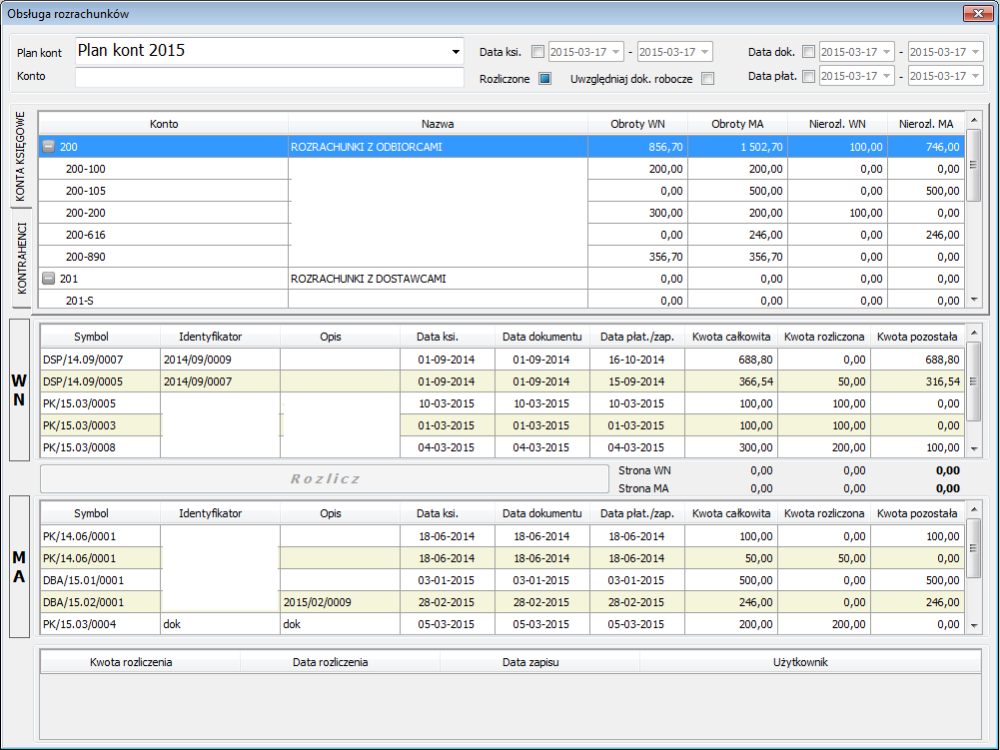 Obsługa rozrachunków
Plan kont Plan kont 2015 Data ksi. 2015-03-17 - 2015-03-17 Data dok. 2015-03-17 - 2015-03-17
Konto Rozliczone Uwzględniaj dok. robocze Data płat. 2015-03-17 - 2015-03-17
KONTA KSIĘGOWE
KONTRAHENCI
Konto Nazwa Obroty WN Obroty MA Nierozl. WN Nierozl. MA
200 ROZRACHUNKI Z ODBIORCAMI 856,70 1 502,70 100,00 746,00
200-100 200,00 200,00 0,00 0,00
200-105 0,00 500,00 0,00 500,00
200-200 300,00 200,00 100,00 0,00
200-616 0,00 246,00 0,00 246,00
200-890 356,70 356,70 0,00 0,00
201 ROZRACHUNKI Z DOSTAWCAMI 0,00 0,00 0,00 0,00
201-S 0,00 0,00 0,00 0,00
WN
Symbol Identyfikator Opis Data ksi. Data dokumentu Data płat./zap. Kwota całkowita Kwota rozliczona Kwota pozostała
DSP/14.09/0007 2014/09/0009 01-09-2014 01-09-2014 16-10-2014 688,80 0,00 688,80
DSP/14.09/0005 2014/09/0007 01-09-2014 01-09-2014 15-09-2014 366,54 50,00 316,54
PK/15.03/0005 10-03-2015 10-03-2015 10-03-2015 100,00 100,00 0,00
PK/15.03/0003 01-03-2015 01-03-2015 01-03-2015 100,00 100,00 0,00
PK/15.03/0008 04-03-2015 04-03-2015 04-03-2015 300,00 200,00 100,00
Rozlicz
Strona WN 0,00 0,00 0,00
Strona MA 0,00 0,00 0,00
MA
Symbol Identyfikator Opis Data ksi. Data dokumentu Data płat./zap. Kwota całkowita Kwota rozliczona Kwota pozostała
PK/14.06/0001 18-06-2014 18-06-2014 18-06-2014 100,00 0,00 100,00
PK/14.06/0001 18-06-2014 18-06-2014 18-06-2014 50,00 50,00 0,00
DBA/15.01/0001 03-01-2015 03-01-2015 03-01-2015 500,00 0,00 500,00
DBA/15.02/0001 2015/02/0009 28-02-2015 28-02-2015 28-02-2015 246,00 0,00 246,00
PK/15.03/0004 dok dok 05-03-2015 05-03-2015 05-03-2015 200,00 200,00 0,00
Kwota rozliczenia Data rozliczenia Data zapisu Użytkownik